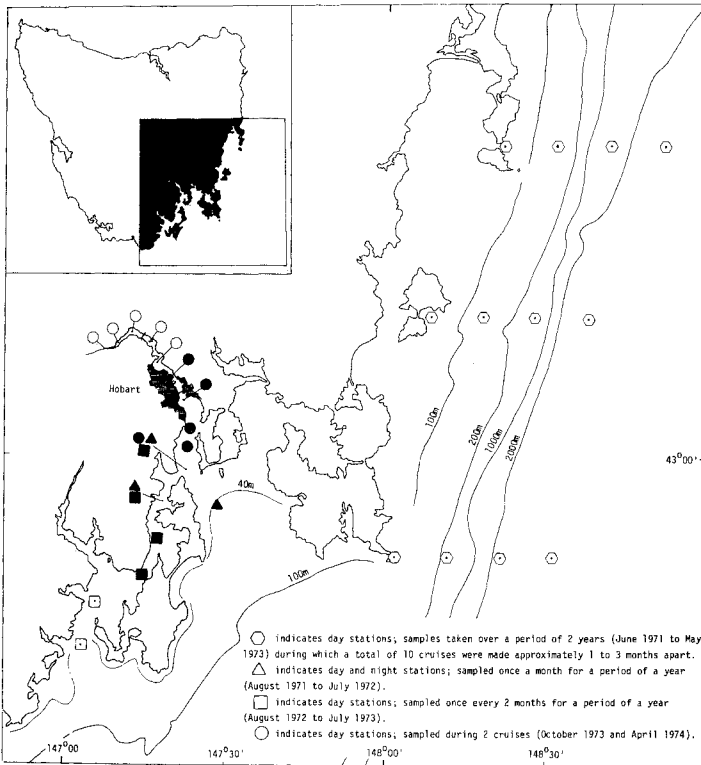 Hobart
40m
100m
100m
200m
1000m
2000m
43°00'
indicates day stations; samples taken over a period of 2 years (June 1971 to May
1973) during which a total of 10 cruises were made approximately 1 to 3 months apart.
indicates day and night stations; sampled once a month for a period of a year
(August 1971 to July 1972).
indicates day stations; sampled once every 2 months for a period of a year
(August 1972 to July 1973).
indicates day stations; sampled during 2 cruises (October 1973 and April 1974).
147°00 147°30' 148°00' 148°30'